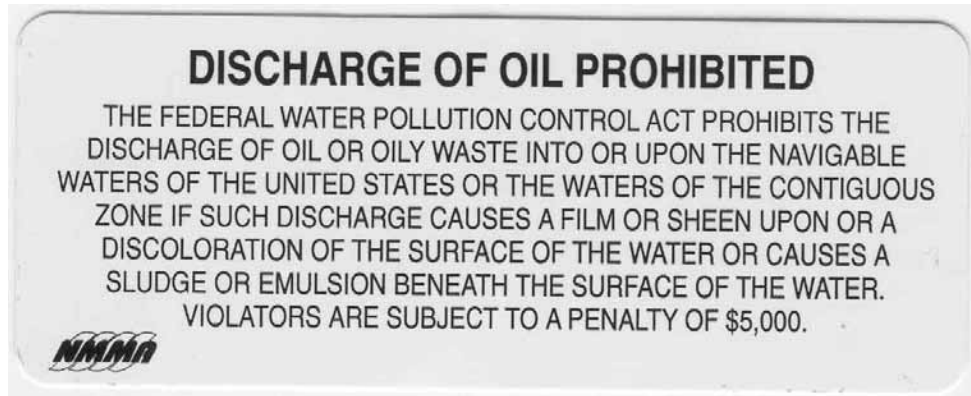 DISCHARGE OF OIL PROHIBITED
THE FEDERAL WATER POLLUTION CONTROL ACT PROHIBITS THE
DISCHARGE OF OIL OR OILY WASTE INTO OR UPON THE NAVIGABLE
WATERS OF THE UNITED STATES OR THE WATERS OF THE CONTIGUOUS
ZONE IF SUCH DISCHARGE CAUSES A FILM OR SHEEN UPON OR A
DISCOLORATION OF THE SURFACE OF THE WATER OR CAUSES A
SLUDGE OR EMULSION BENEATH THE SURFACE OF THE WATER.
VIOLATORS ARE SUBJECT TO A PENALTY OF $5,000.
NMMA